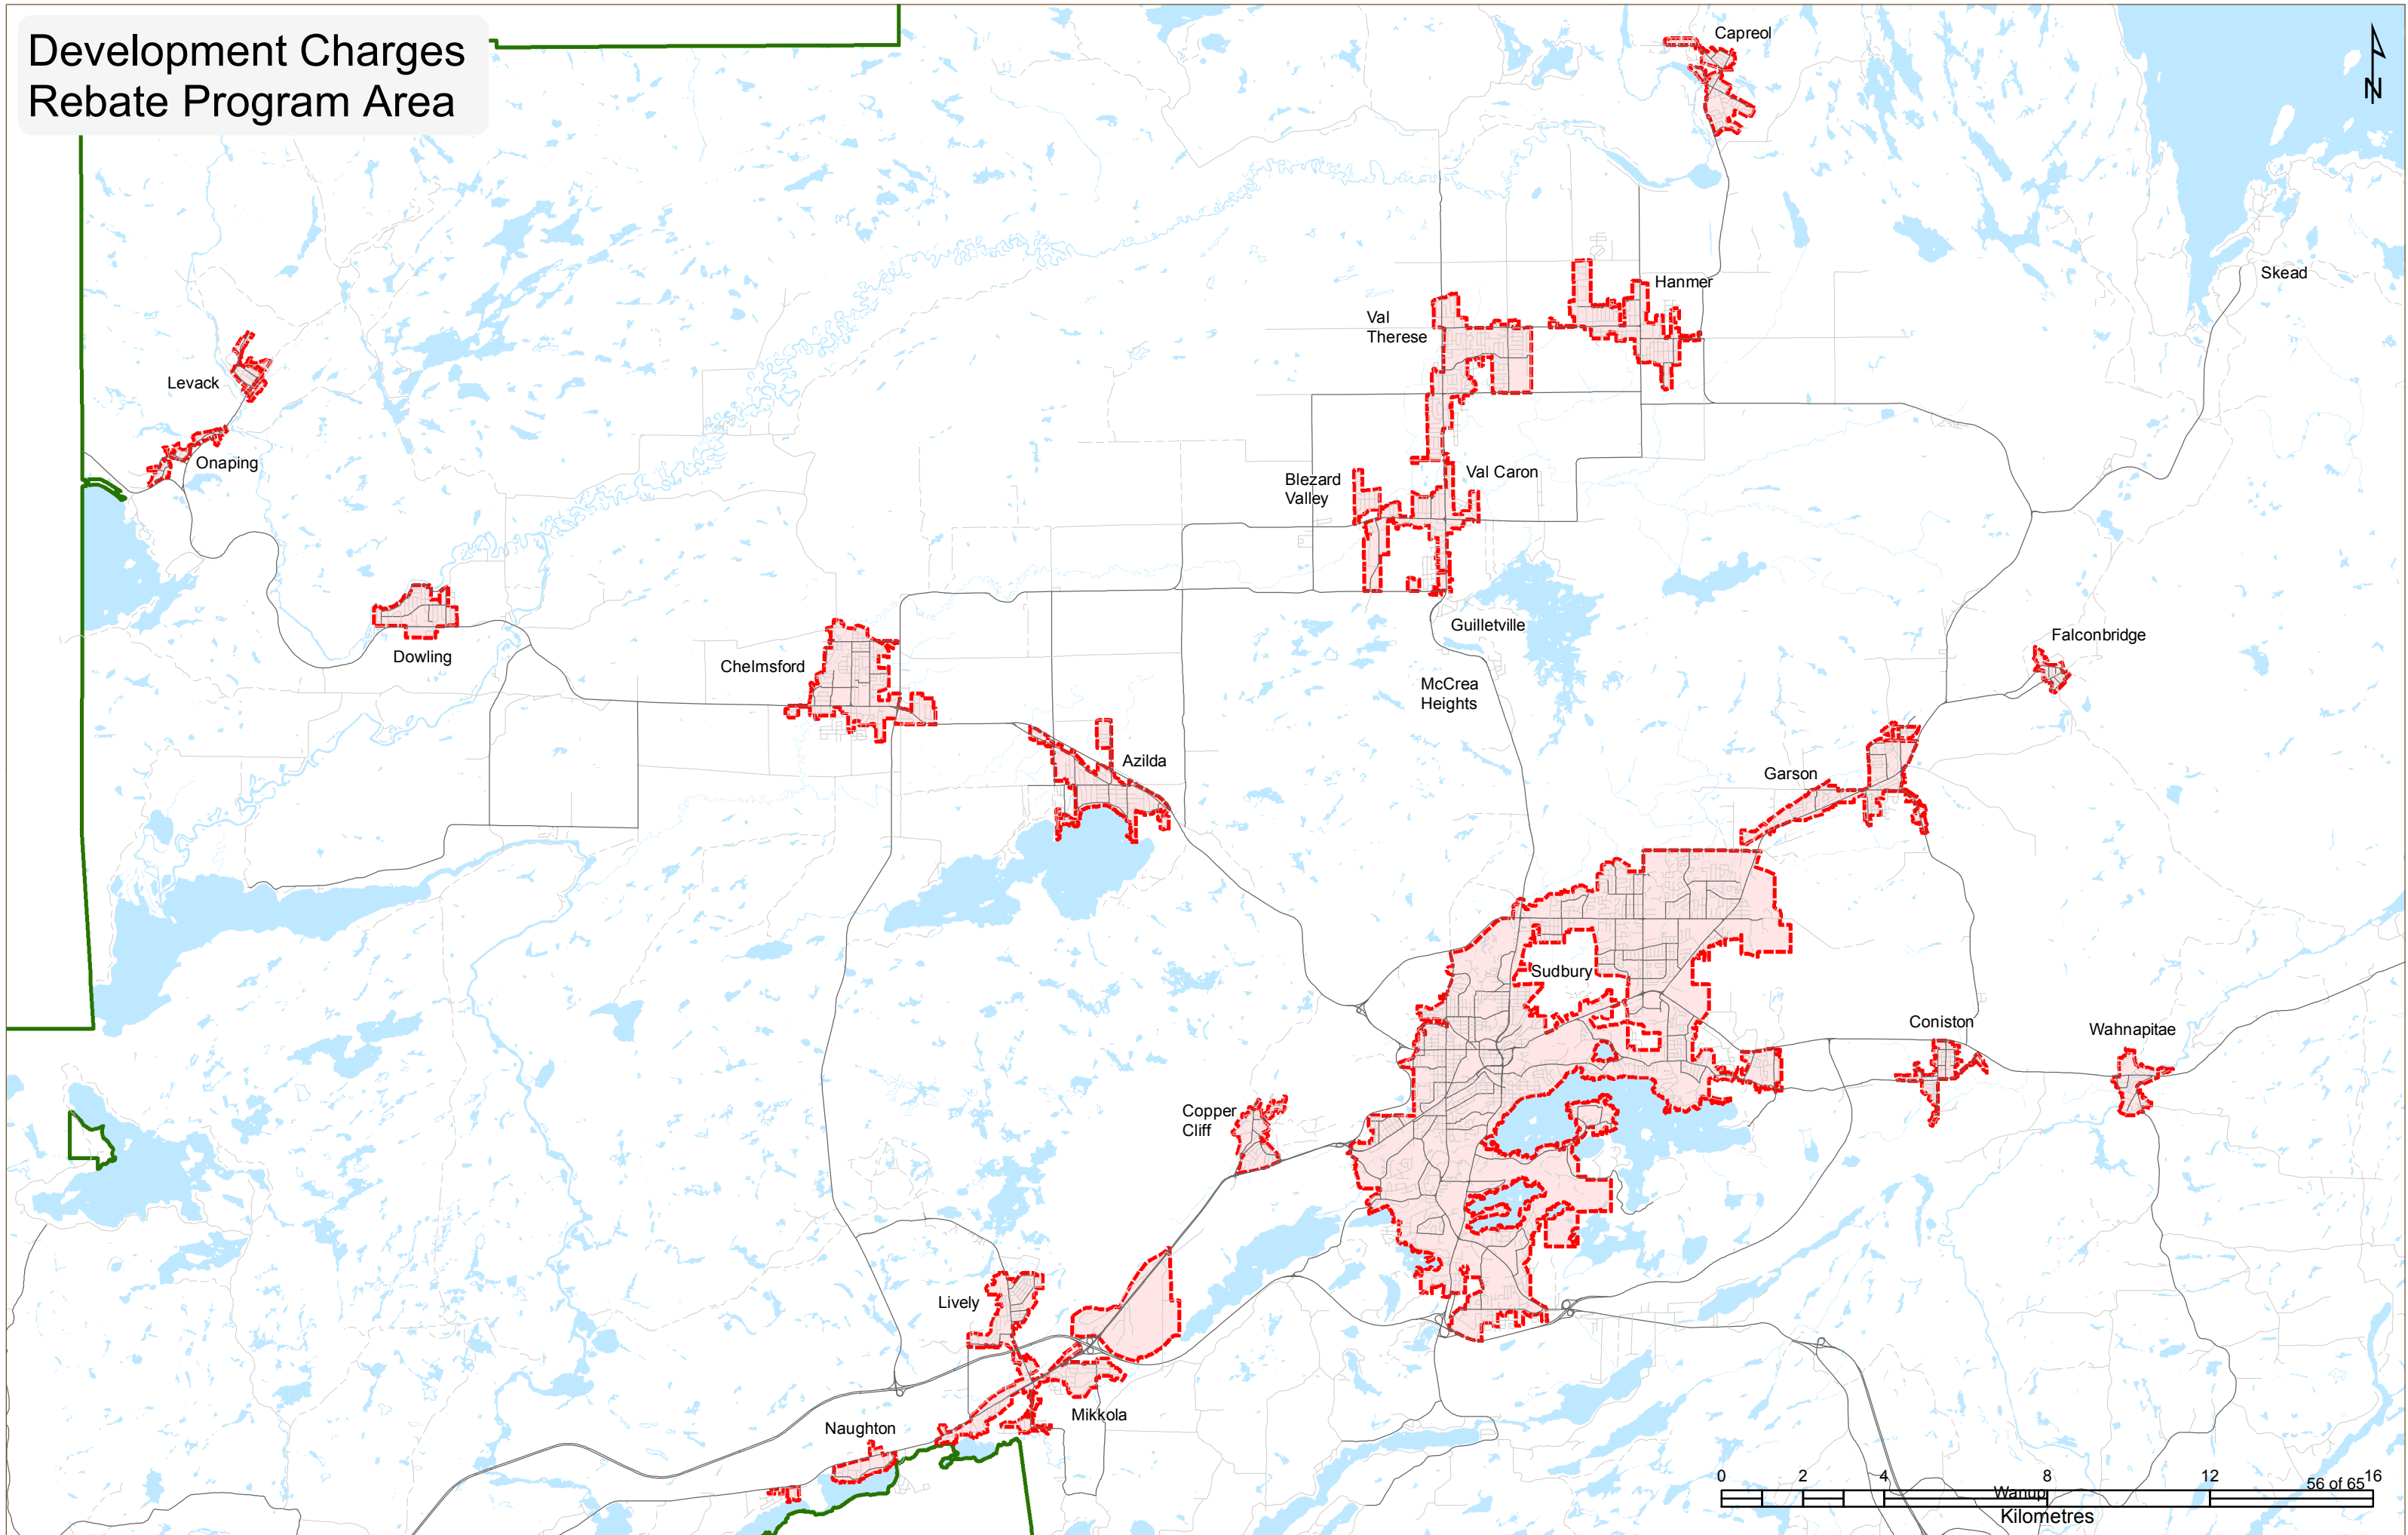 Development Charges
Rebate Program Area
Capreol
N
Skead
Hanmer
Val
Therese
Levack
Onaping
Val Caron
Blezard
Valley
Guilletville
Falconbridge
Dowling
Chelmsford
McCrea
Heights
Azilda
Garson
Sudbury
Coniston
Wahnapitae
Copper
Cliff
Lively
Mikkola
Naughton
0 2 4 8 12 16
56 of 65
Wanup
Kilometres